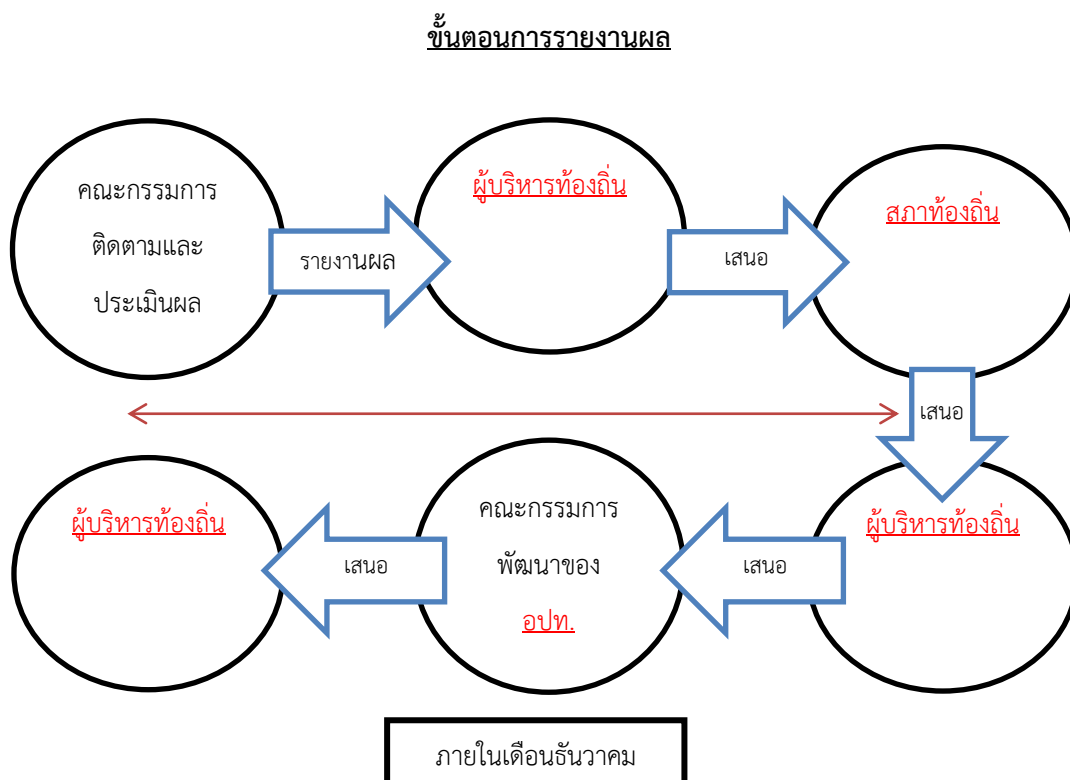 ขั้นตอนการรายงานผล
คณะกรรมการ
ติดตามและ
ประเมินผล
รายงานผล
ผู้บริหารท้องถิ่น
เสนอ
สภาท้องถิ่น
เสนอ
ผู้บริหารท้องถิ่น
เสนอ
คณะกรรมการ
พัฒนาของ
อปท.
เสนอ
ผู้บริหารท้องถิ่น
ภายในเดือนธันวาคม